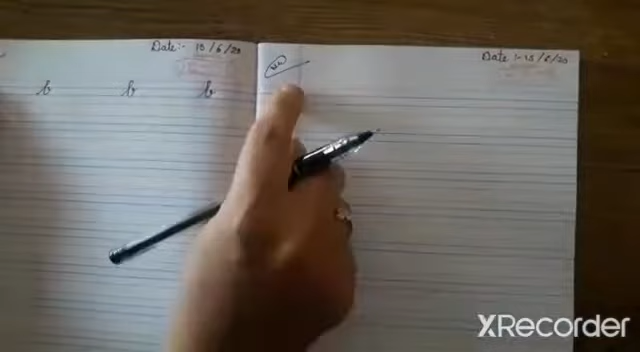 Date:- 15/6/20
Date :- 15/6/20
b b b
XRecorder